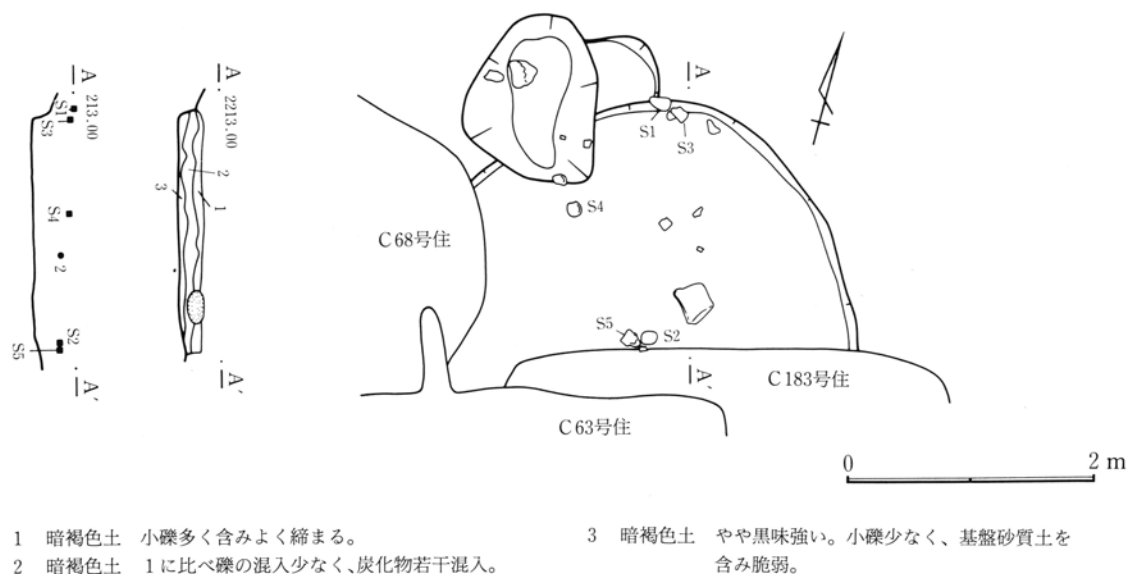 A
213.00
S1
S3
S4
2
S2
S5
A′
A
2213.00
3
2
1
A′
A
S1
S3
S4
C68号住
S5
S2
A′
C183号住
C63号住
0
2 m
1 暗褐色土 小礫多く含みよく締まる。
2 暗褐色土 1に比べ礫の混入少なく、炭化物若干混入。
3 暗褐色土 やや黒味強い。小礫少なく、基盤砂質土を
含み脆弱。